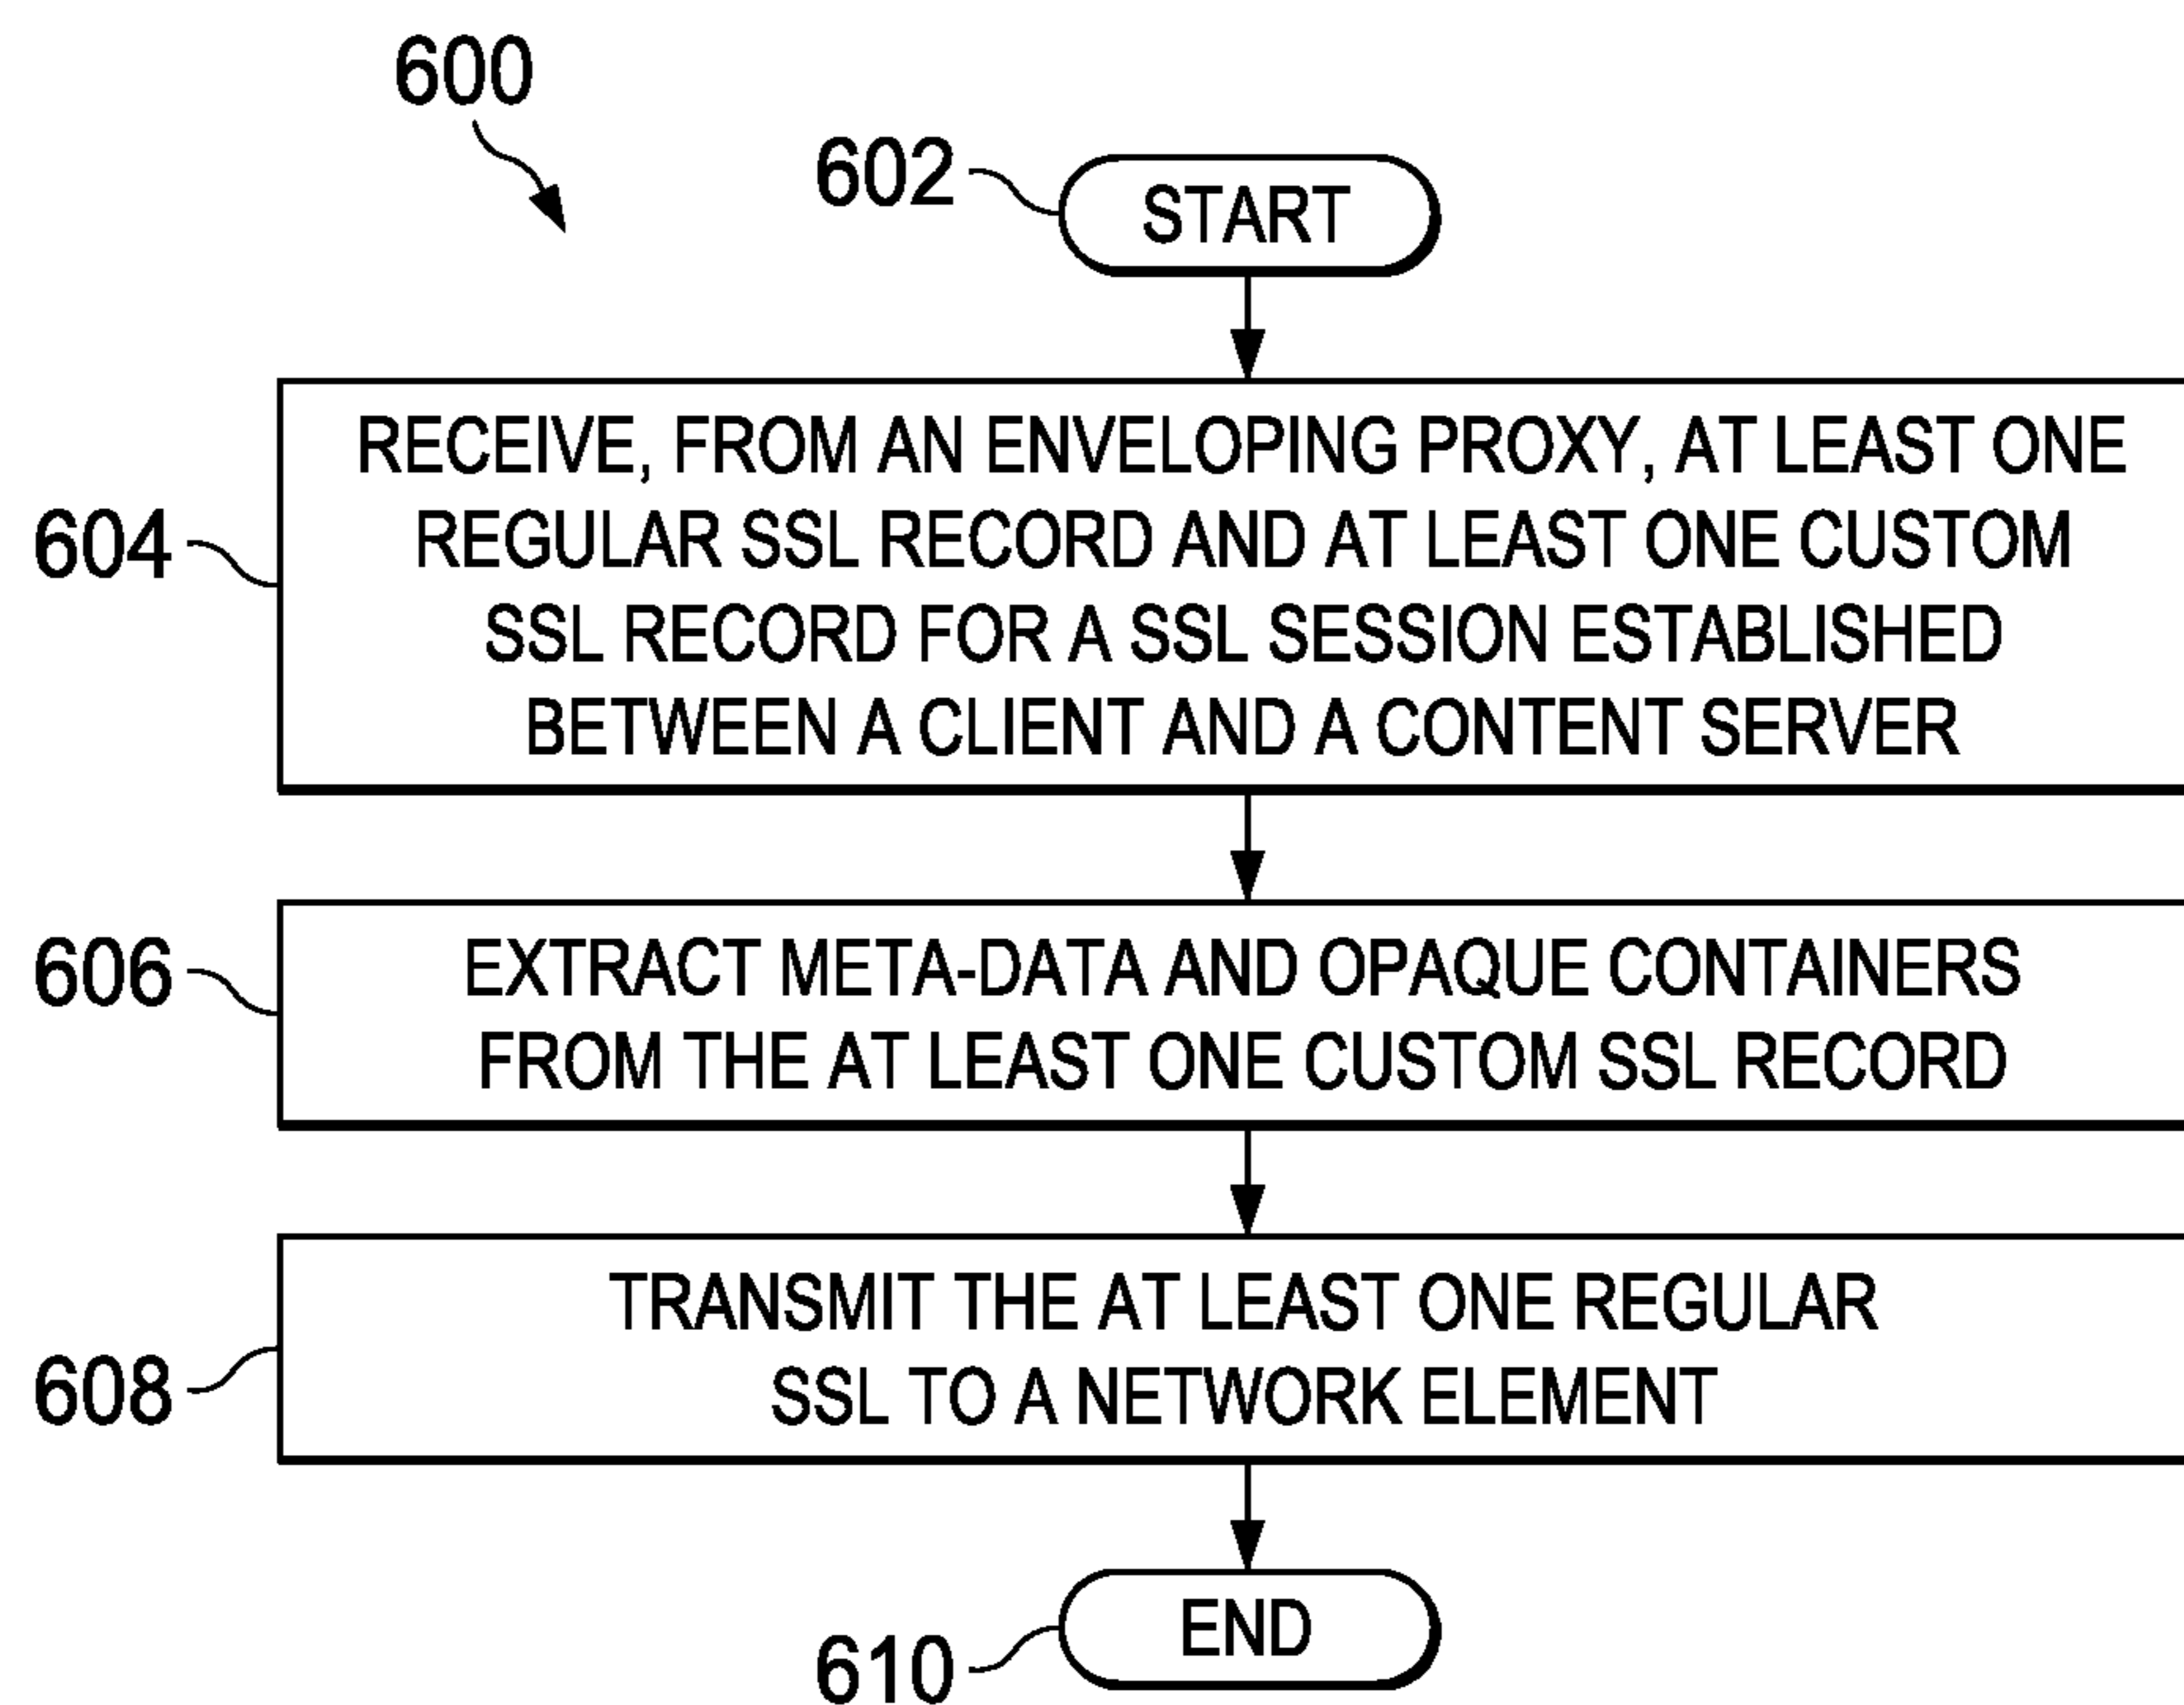 600
602
START
604
RECEIVE, FROM AN ENVELOPING PROXY, AT LEAST ONE
REGULAR SSL RECORD AND AT LEAST ONE CUSTOM
SSL RECORD FOR A SSL SESSION ESTABLISHED
BETWEEN A CLIENT AND A CONTENT SERVER
606
EXTRACT META-DATA AND OPAQUE CONTAINERS
FROM THE AT LEAST ONE CUSTOM SSL RECORD
608
TRANSMIT THE AT LEAST ONE REGULAR
SSL TO A NETWORK ELEMENT
610
END